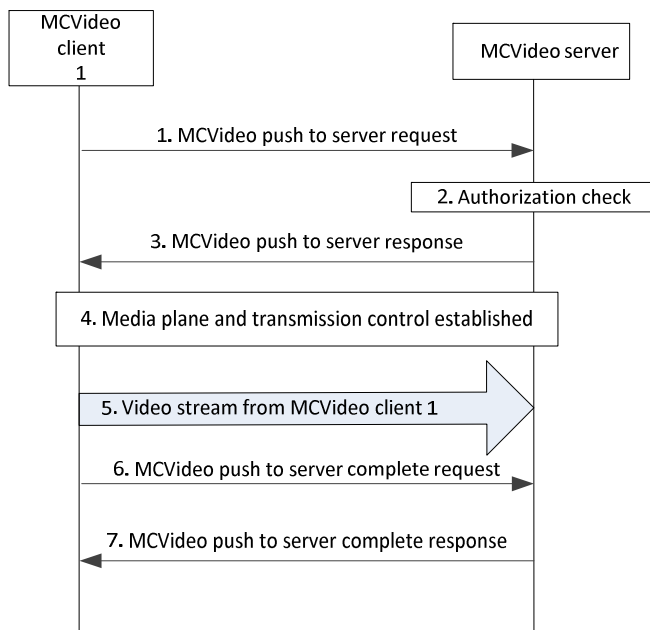 MCVideo
client
1
MCVideo server
1. MCVideo push to server request
2. Authorization check
3. MCVideo push to server response
4. Media plane and transmission control established
5. Video stream from MCVideo client 1
6. MCVideo push to server complete request
7. MCVideo push to server complete response